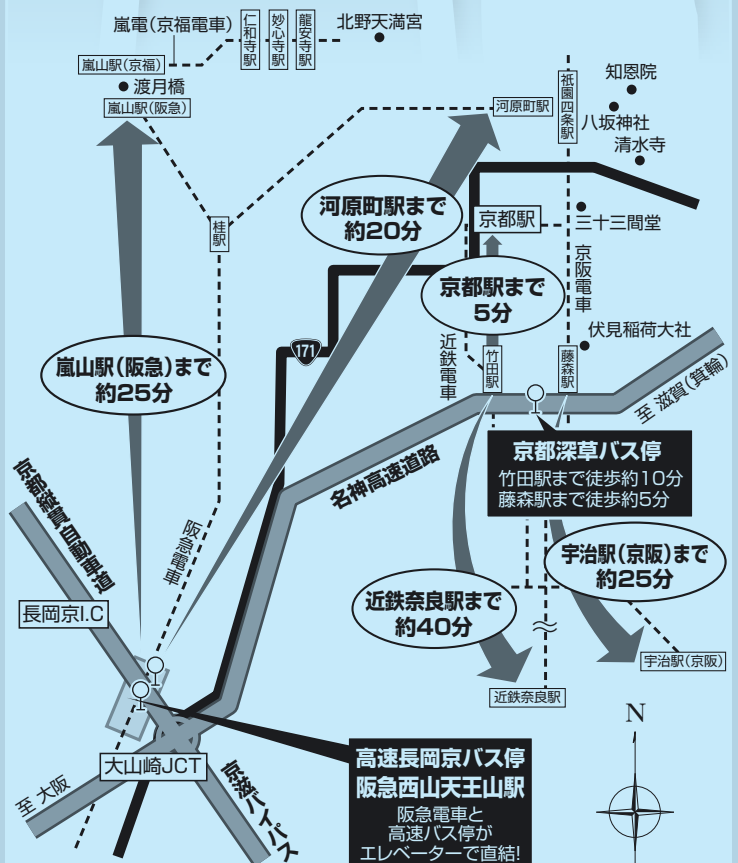 嵐電(京福電車)
仁和寺駅
妙心寺駅
龍安寺駅
北野天満宮
嵐山駅(京福)
渡月橋
嵐山駅(阪急)
河原町駅
祇園四条駅
知恩院
八坂神社
清水寺
桂駅
河原町駅まで
約20分
京都駅
三十三間堂
京阪電車
京都駅まで
5分
171
近鉄電車
竹田駅
藤森駅
伏見稲荷大社
嵐山駅(阪急)まで
約25分
至 滋賀(箕輪)
京都深草バス停
竹田駅まで徒歩約10分
藤森駅まで徒歩約5分
名神高速道路
京都縦貫自動車道
阪急電車
宇治駅(京阪)まで
約25分
近鉄奈良駅まで
約40分
長岡京I.C
宇治駅(京阪)
近鉄奈良駅
N
大山崎JCT
高速長岡京バス停
阪急西山天王山駅
阪急電車と
高速バス停が
エレベーターで直結!
至 大阪
京滋バイパス